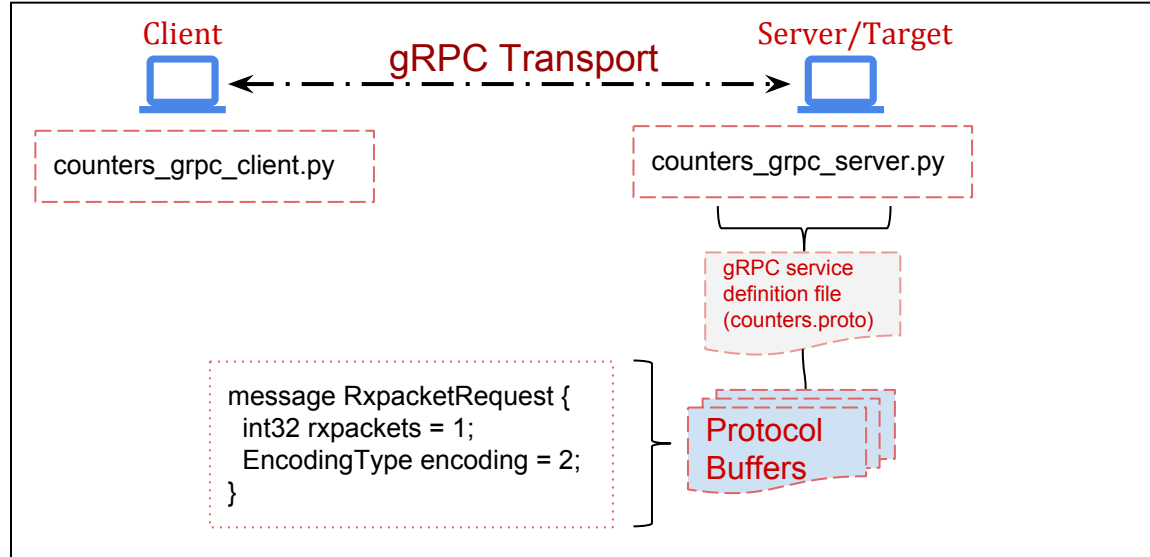 Client
Server/Target
gRPC Transport
counters_grpc_client.py
counters_grpc_server.py
gRPC service
definition file
(counters.proto)
message RxpacketRequest {
int32 rxpackets = 1;
EncodingType encoding = 2;
}
Protocol
Buffers